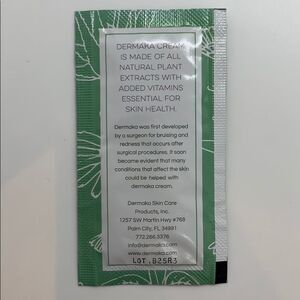 DERMAKA CREAM
IS MADE OF ALL
NATURAL PLANT
EXTRACTS WITH
ADDED VITAMINS
ESSENTIAL FOR
SKIN HEALTH.
Dermaka was first developed
by a surgeon for bruising and
redness that occurs after
surgical procedures. It soon
became evident that many
conditions that affect the skin
could be helped with
dermaka cream.
Dermaka Skin Care
Products, Inc.
1257 SW Martin Hwy #768
Palm City, FL 34991
772.266.3376
info@dermaka.com
www.dermaka.com
LOT.B25R3